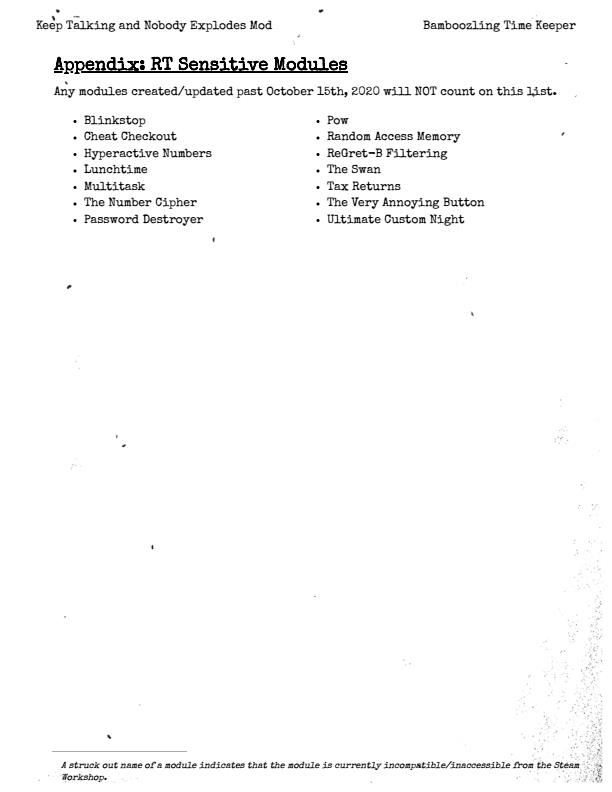 Keep Talking and Nobody Explodes Mod
Bamboozling Time Keeper
Appendix: RT Sensitive Modules
Any modules created/updated past October 15th, 2020 will NOT count on this list.
• Blinkstop
• Cheat Checkout
• Hyperactive Numbers
• Lunchtime
• Multitask
• The Number Cipher
• Password Destroyer
• Pow
• Random Access Memory
• ReGret-B Filtering
• The Swan
• Tax Returns
• The Very Annoying Button
• Ultimate Custom Night
A struck out name of a module indicates that the module is currently incompatible/inaccessible from the Steam
Workshop.